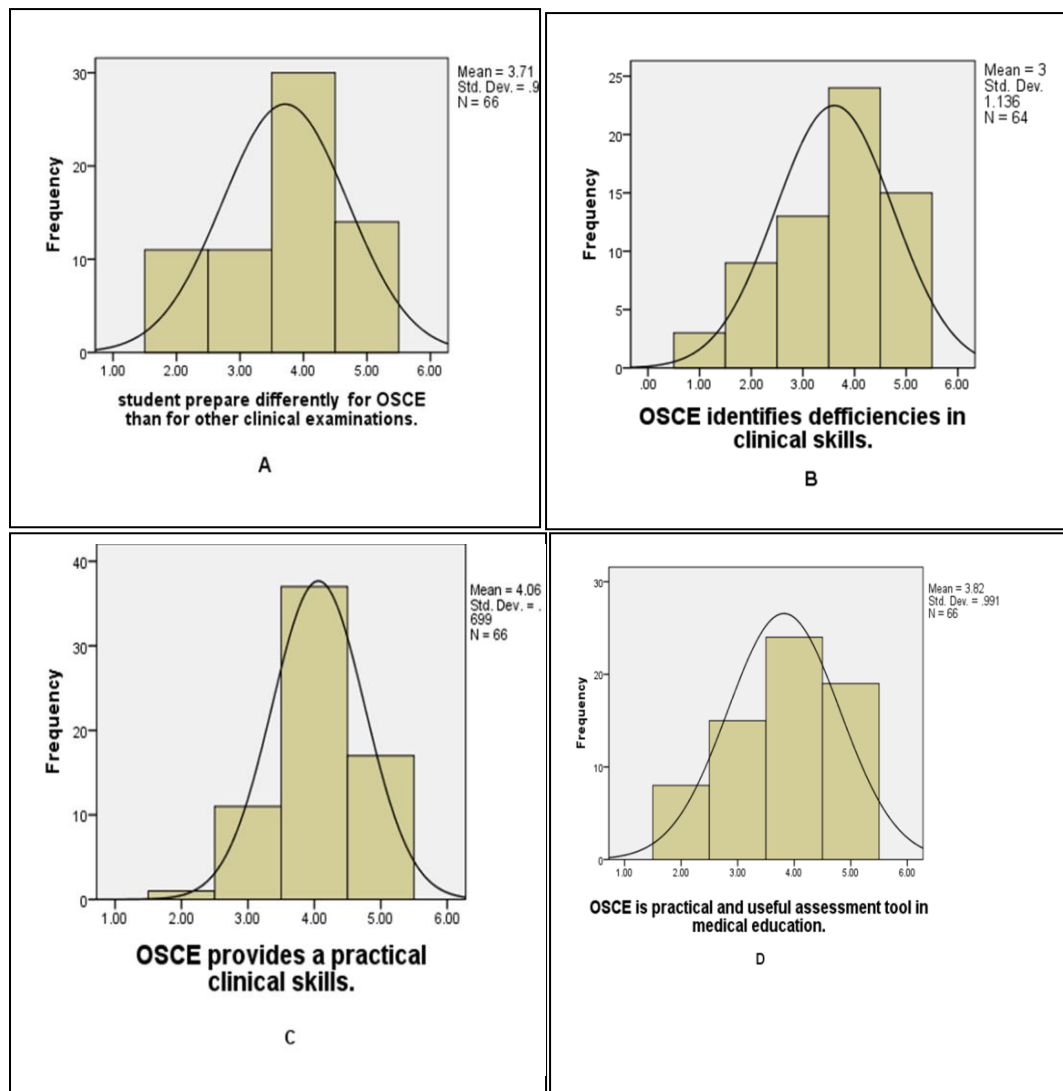 Mean = 3.71
Std. Dev. = .9
N = 66
30
20
10
0
Frequency
1.00 2.00 3.00 4.00 5.00 6.00
student prepare differently for OSCE
than for other clinical examinations.
A
Mean = 3
Std. Dev.
1.136
N = 64
25
20
15
10
5
0
Frequency
.00 1.00 2.00 3.00 4.00 5.00 6.00
OSCE identifies defficiencies in
clinical skills.
B
Mean = 4.06
Std. Dev. = .
699
N = 66
40
30
20
10
0
Frequency
1.00 2.00 3.00 4.00 5.00 6.00
OSCE provides a practical
clinical skills.
C
Mean = 3.82
Std. Dev. = .991
N = 66
30
20
10
0
Frequency
1.00 2.00 3.00 4.00 5.00 6.00
OSCE is practical and useful assessment tool in
medical education.
D